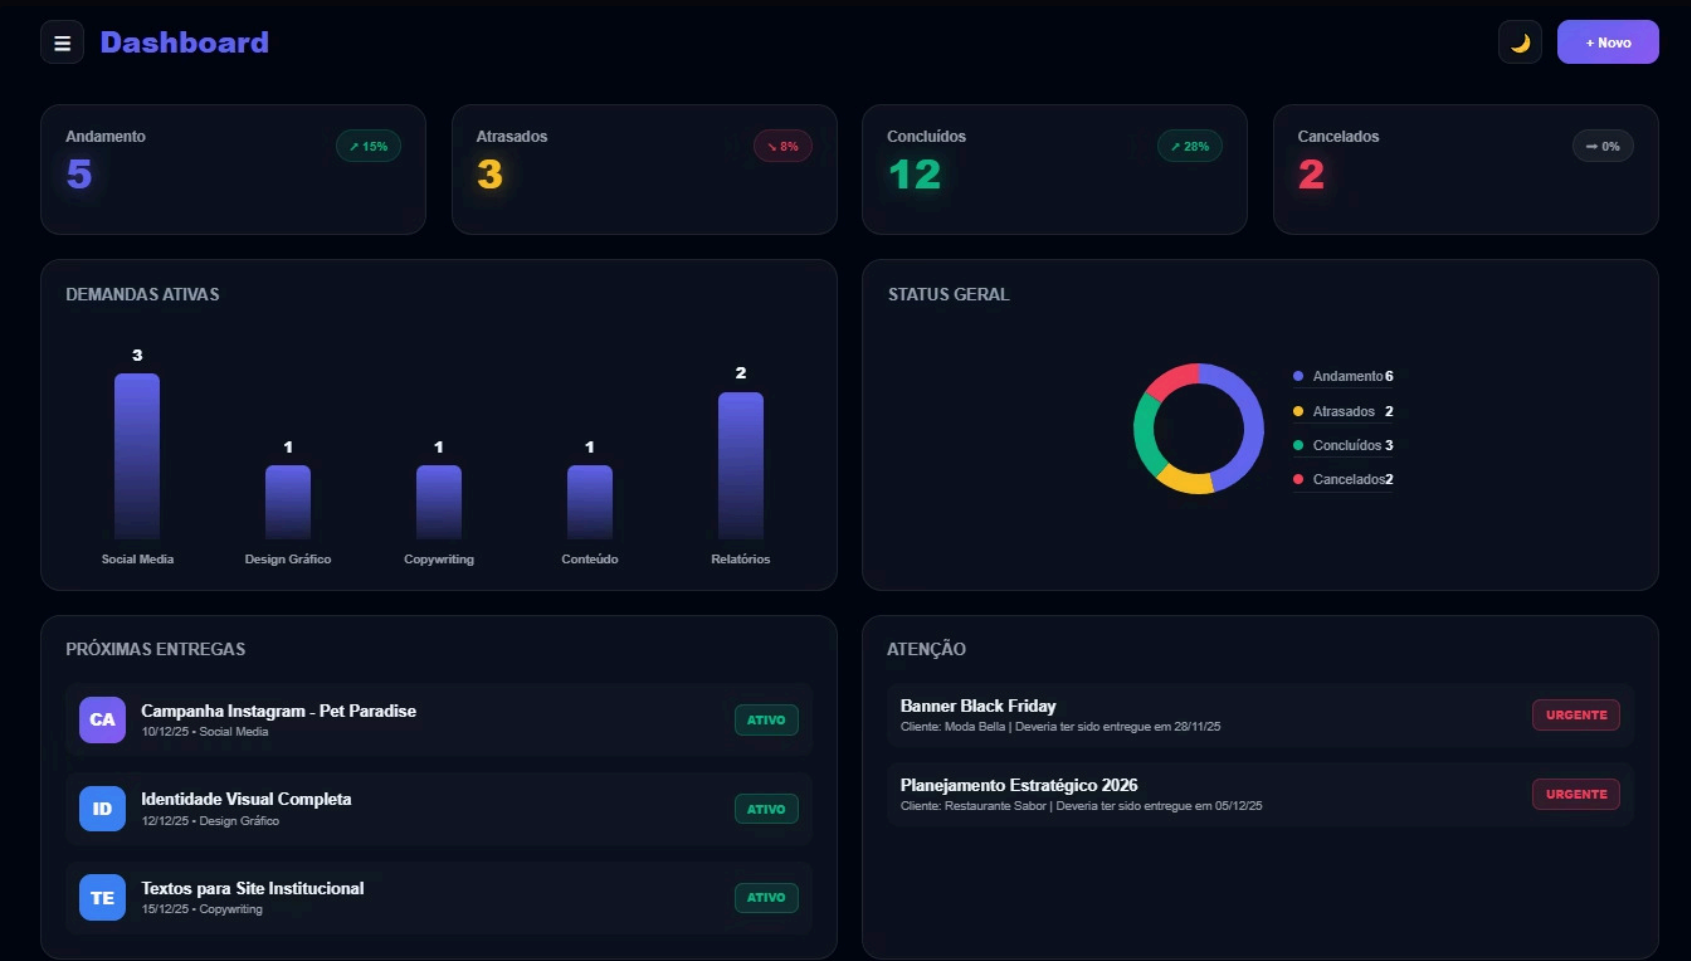 ☰ Dashboard
🌙
+ Novo
Andamento
5
↗ 15%
Atrasados
3
↘ 8%
Concluídos
12
↗ 28%
Cancelados
2
➞ 0%
DEMANDAS ATIVAS
3
1
1
1
2
Social Media
Design Gráfico
Copywriting
Conteúdo
Relatórios
STATUS GERAL
Andamento 6
Atrasados 2
Concluídos 3
Cancelados 2
PRÓXIMAS ENTREGAS
CA
Campanha Instagram - Pet Paradise
10/12/25 • Social Media
ATIVO
ID
Identidade Visual Completa
12/12/25 • Design Gráfico
ATIVO
TE
Textos para Site Institucional
15/12/25 • Copywriting
ATIVO
ATENÇÃO
Banner Black Friday
Cliente: Moda Bella | Deveria ter sido entregue em 28/11/25
URGENTE
Planejamento Estratégico 2026
Cliente: Restaurante Sabor | Deveria ter sido entregue em 05/12/25
URGENTE